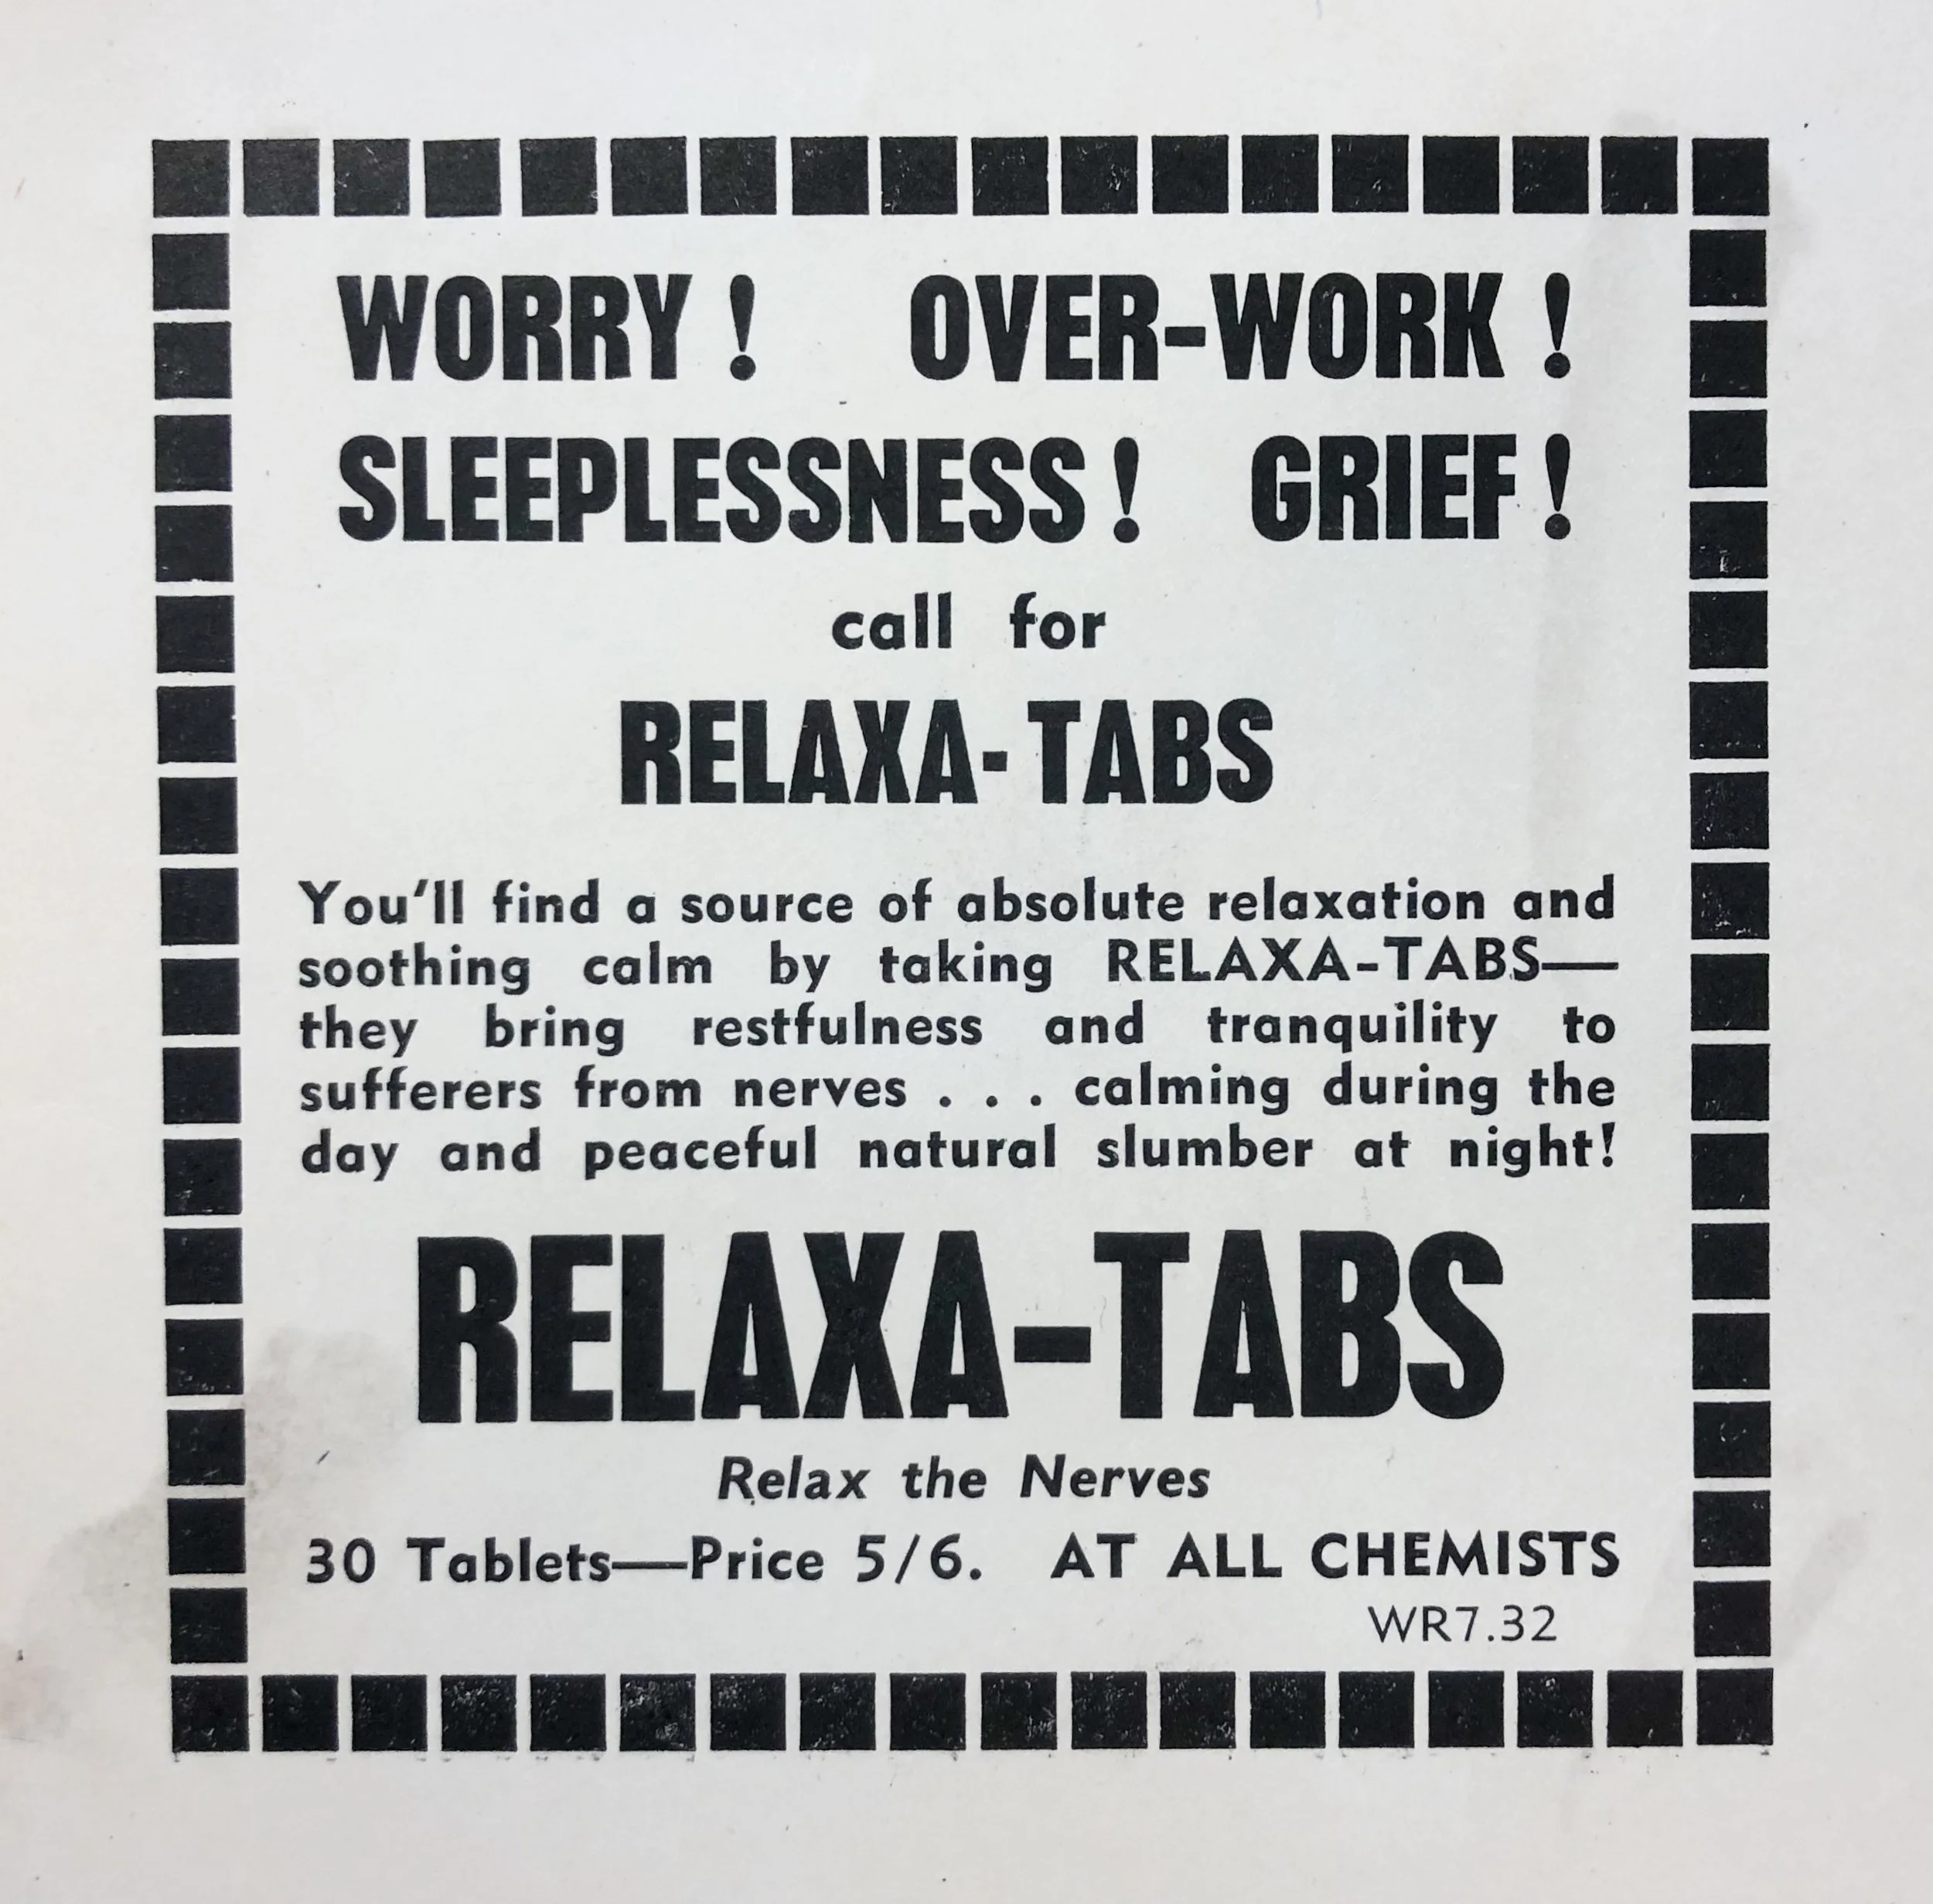 WORRY ! OVER-WORK !
SLEEPLESSNESS ! GRIEF !
call for
RELAXA-TABS
You'll find a source of absolute relaxation and
soothing calm by taking RELAXA-TABS—
they bring restfulness and tranquility to
sufferers from nerves . . . calming during the
day and peaceful natural slumber at night!
RELAXA-TABS
Relax the Nerves
30 Tablets—Price 5/6. AT ALL CHEMISTS
WR7.32